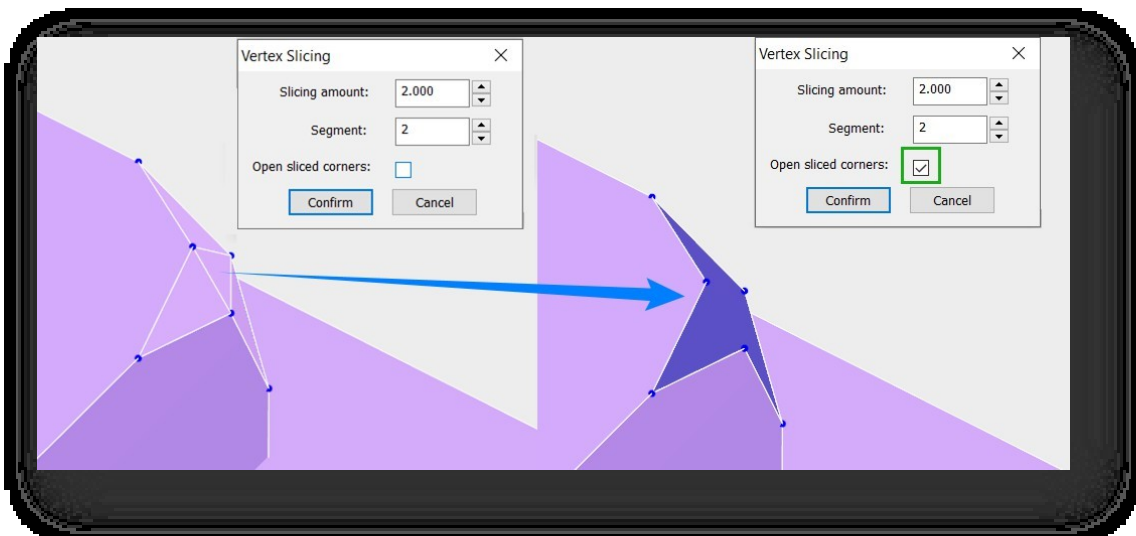 Vertex Slicing
Slicing amount: 2.000
Segment: 2
Open sliced corners:
Confirm Cancel
Vertex Slicing
Slicing amount: 2.000
Segment: 2
Open sliced corners:
Confirm Cancel